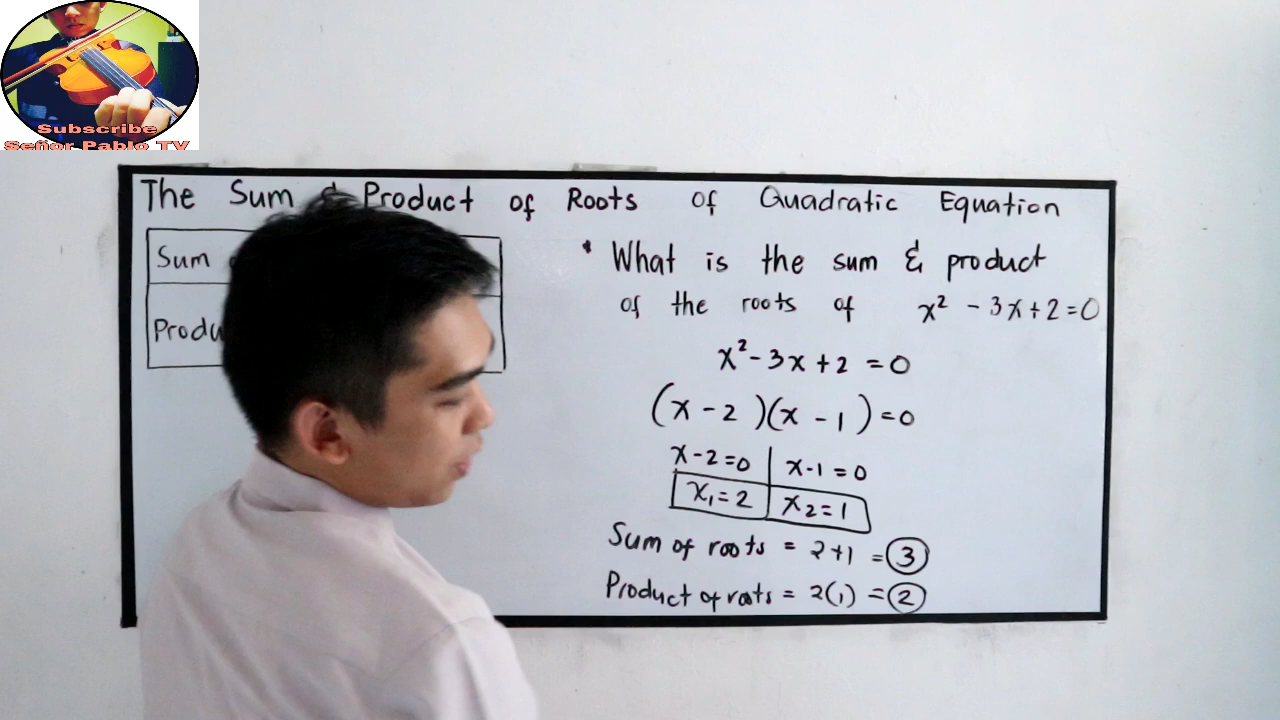 Subscribe
Señor Pablo TV
The Sum & Product of Roots of Quadratic Equation
Sum
* What is the sum & product
of the roots of x² - 3x + 2 = 0
x² - 3x + 2 = 0
(x - 2)(x - 1) = 0
x - 2 = 0 | x - 1 = 0
x₁ = 2 | x₂ = 1
Sum of roots = 2 + 1 = 3
Product of roots = 2(1) = 2